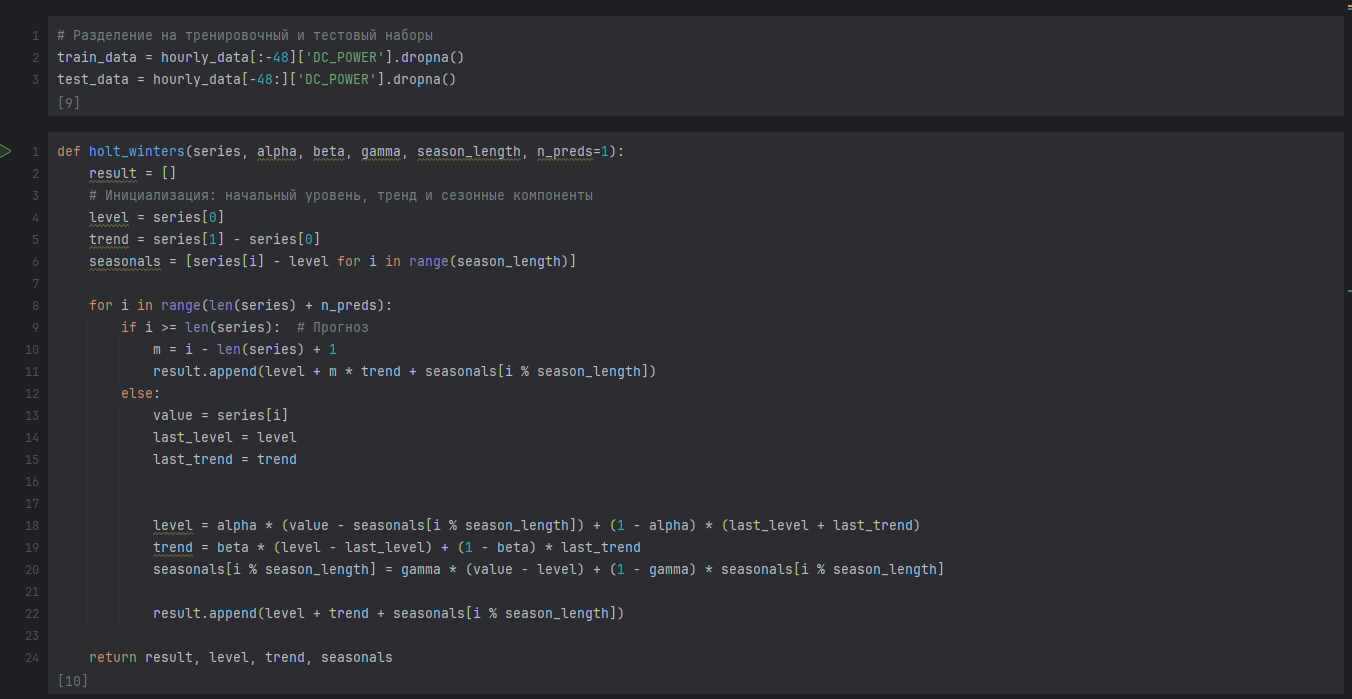 1 # Разделение на тренировочный и тестовый наборы
2 train_data = hourly_data[:-48]['DC_POWER'].dropna()
3 test_data = hourly_data[-48:]['DC_POWER'].dropna()
[9]
1 def holt_winters(series, alpha, beta, gamma, season_length, n_preds=1):
2     result = []
3     # Инициализация: начальный уровень, тренд и сезонные компоненты
4     level = series[0]
5     trend = series[1] - series[0]
6     seasonals = [series[i] - level for i in range(season_length)]
7
8     for i in range(len(series) + n_preds):
9         if i >= len(series):  # Прогноз
10             m = i - len(series) + 1
11             result.append(level + m * trend + seasonals[i % season_length])
12         else:
13             value = series[i]
14             last_level = level
15             last_trend = trend
16
17
18             level = alpha * (value - seasonals[i % season_length]) + (1 - alpha) * (last_level + last_trend)
19             trend = beta * (level - last_level) + (1 - beta) * last_trend
20             seasonals[i % season_length] = gamma * (value - level) + (1 - gamma) * seasonals[i % season_length]
21
22             result.append(level + trend + seasonals[i % season_length])
23
24     return result, level, trend, seasonals
[10]